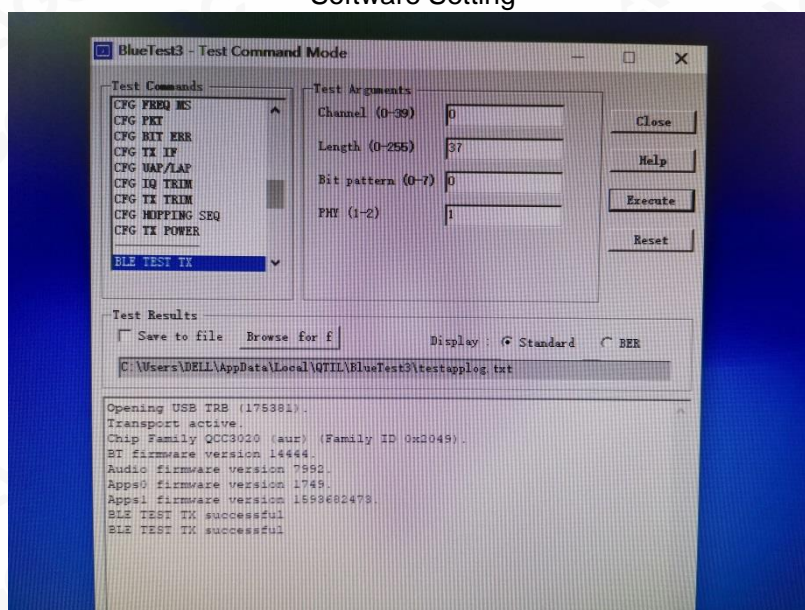 Software Setting
BlueTest3 - Test Command Mode
Test Commands
CFG FREQ MS
CFG PKT
CFG BIT ERR
CFG TX IF
CFG UAP/LAP
CFG IQ TRIM
CFG TX TRIM
CFG HOPPING SEQ
CFG TX POWER
BLE TEST TX
Test Arguments
Channel (0-39) 0
Length (0-255) 37
Bit pattern (0-7) 0
PHY (1-2) 1
Close
Help
Execute
Reset
Test Results
Save to file Browse for f Display : Standard BER
C:\Users\DELL\AppData\Local\QTIL\BlueTest3\testapplog.txt
Opening USB TRB (175381).
Transport active.
Chip Family QCC3020 (aur) (Family ID 0x2049).
BT firmware version 14444.
Audio firmware version 7992.
Apps0 firmware version 1749.
Apps1 firmware version 1593682473.
BLE TEST TX successful
BLE TEST TX successful